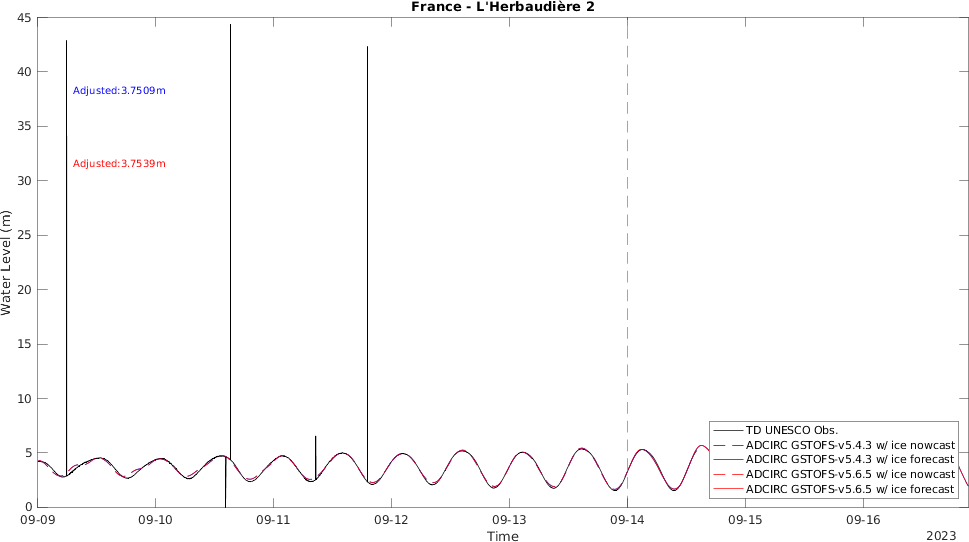 France - L'Herbaudière 2
45
40
35
30
25
20
15
10
5
0
Water Level (m)
Adjusted:3.7509m
Adjusted:3.7539m
TD UNESCO Obs.
ADCIRC GSTOFS-v5.4.3 w/ ice nowcast
ADCIRC GSTOFS-v5.4.3 w/ ice forecast
ADCIRC GSTOFS-v5.6.5 w/ ice nowcast
ADCIRC GSTOFS-v5.6.5 w/ ice forecast
09-09 09-10 09-11 09-12 09-13 09-14 09-15 09-16
Time
2023